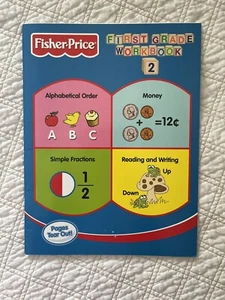 Fisher-Price
FIRST GRADE
WORKBOOK
2
Alphabetical Order
A B C
Money
+ =12¢
Simple Fractions
1
2
Reading and Writing
Up
Down
Pages
Tear Out!